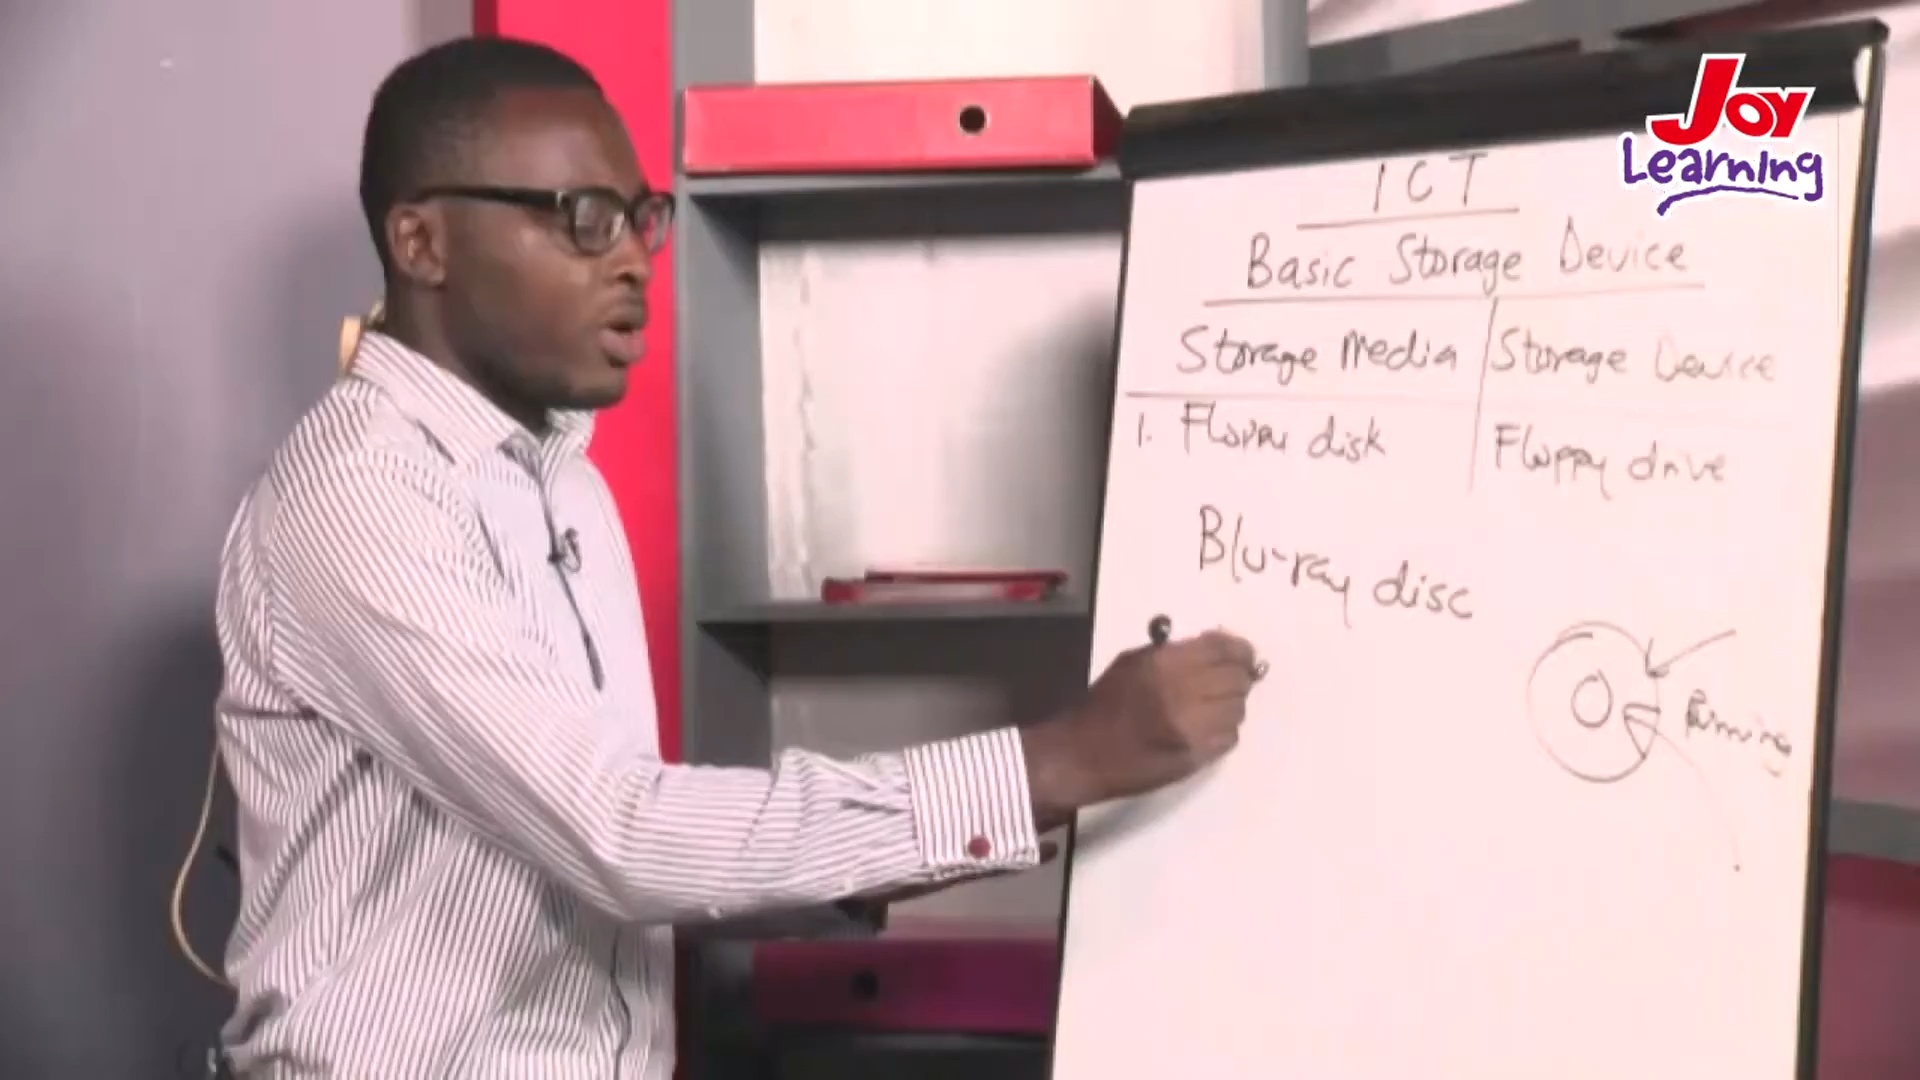 Joy
Learning
ICT
Basic Storage Device
Storage Media Storage Device
1. Floppy disk Floppy drive
Blu-ray disc